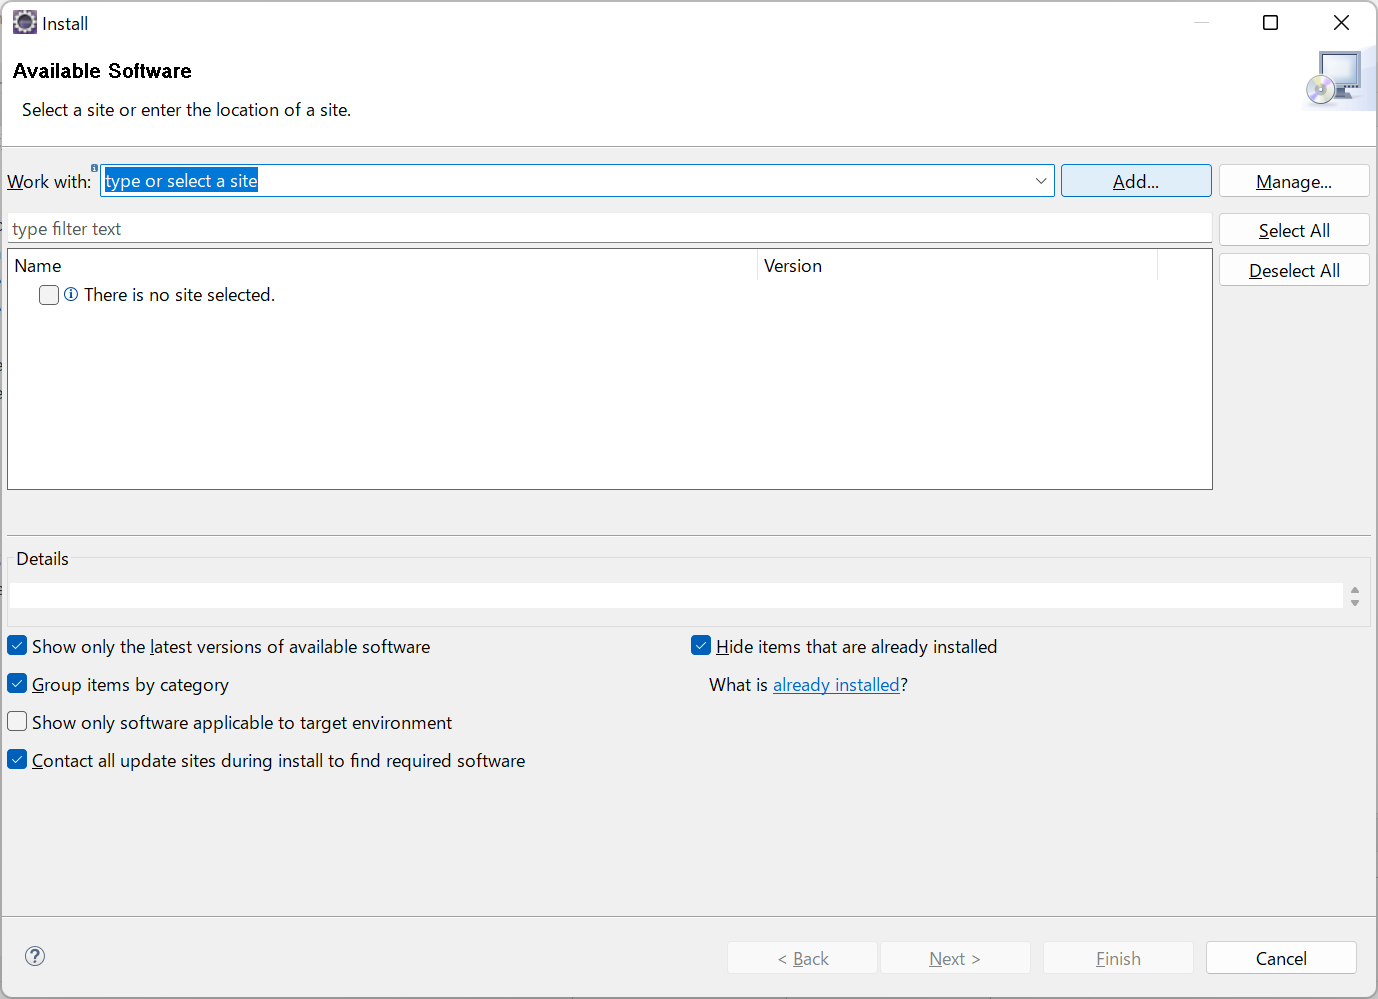 Install
Available Software
Select a site or enter the location of a site.
Work with: type or select a site Add... Manage...
type filter text Select All
Name Version Deselect All
There is no site selected.
Details
Show only the latest versions of available software Hide items that are already installed
Group items by category What is already installed?
Show only software applicable to target environment
Contact all update sites during install to find required software
? < Back Next > Finish Cancel